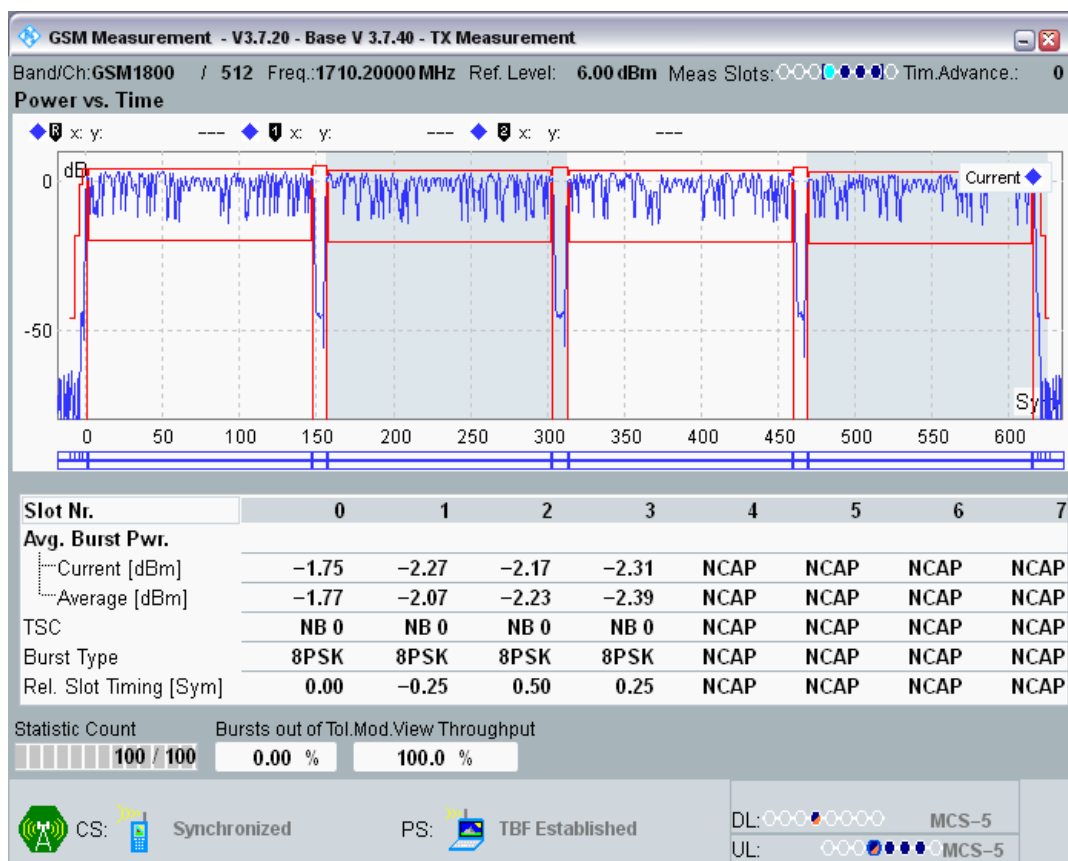 GSM Measurement - V3.7.20 - Base V 3.7.40 - TX Measurement
Band/Ch:GSM1800 / 512 Freq.:1710.20000 MHz Ref. Level: 6.00 dBm Meas Slots: Tim.Advance.: 0
Power vs. Time
R x: y: --- 1 x: y: --- 2 x: y: ---
dB
Current
0
-50
Sy
0 50 100 150 200 250 300 350 400 450 500 550 600
Slot Nr. 0 1 2 3 4 5 6 7
Avg. Burst Pwr.
Current [dBm] −1.75 −2.27 −2.17 −2.31 NCAP NCAP NCAP NCAP
Average [dBm] −1.77 −2.07 −2.23 −2.39 NCAP NCAP NCAP NCAP
TSC NB 0 NB 0 NB 0 NB 0 NCAP NCAP NCAP NCAP
Burst Type 8PSK 8PSK 8PSK 8PSK NCAP NCAP NCAP NCAP
Rel. Slot Timing [Sym] 0.00 −0.25 0.50 0.25 NCAP NCAP NCAP NCAP
Statistic Count Bursts out of Tol.Mod.View Throughput
100 / 100 0.00 % 100.0 %
CS: Synchronized PS: TBF Established
DL: MCS−5
UL: MCS−5